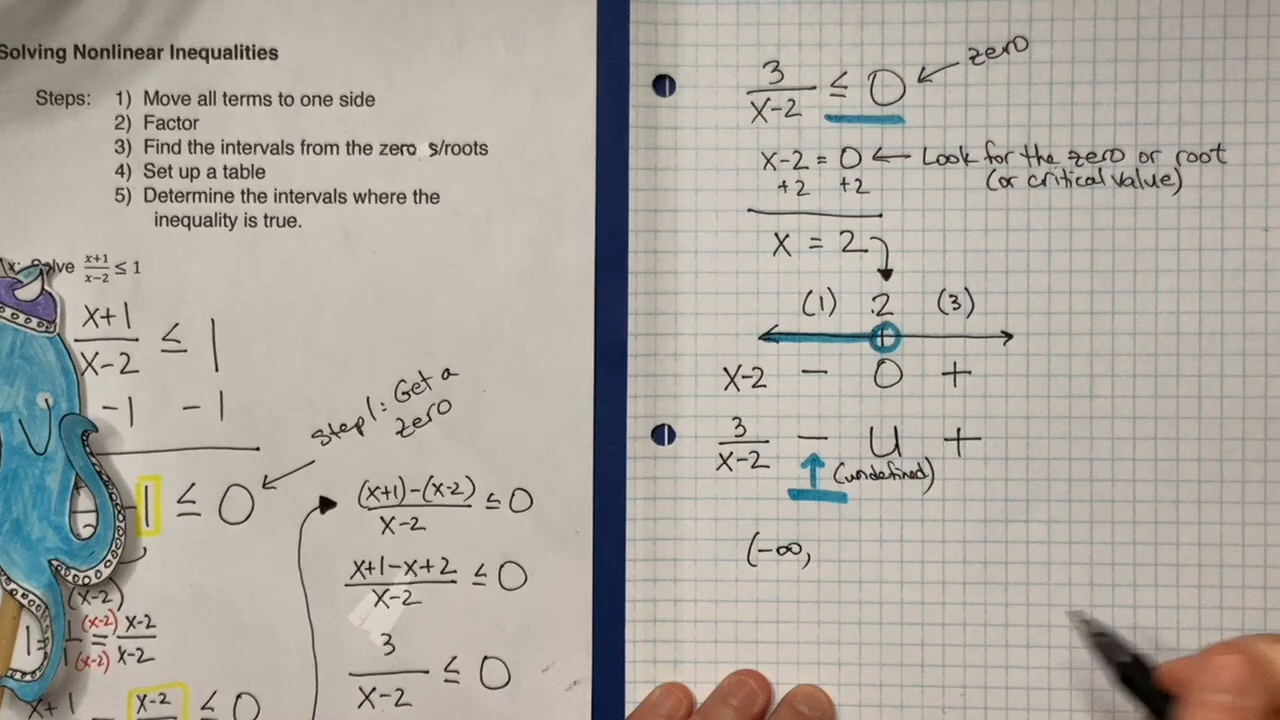 Solving Nonlinear Inequalities
Steps: 1) Move all terms to one side
2) Factor
3) Find the intervals from the zero s/roots
4) Set up a table
5) Determine the intervals where the
inequality is true.
Solve x+1/x−2 ≤ 1
x+1/x-2 ≤ 1
-1 -1
1 ≤ 0
Step 1: Get a
zero
(x-2)
1 = 1(x-2)/1(x-2) = x-2/x-2
x+1 - x-2 ≤ 0
(x+1)-(x-2)/x-2 ≤ 0
x+1-x+2/x-2 ≤ 0
3/x-2 ≤ 0
3/x-2 ≤ 0 ← zero
x-2 = 0 ← Look for the zero or root
(or critical value)
+2 +2
x = 2
(1) 2 (3)
x-2 - 0 +
3/x-2 - U +
(undefined)
(-∞,